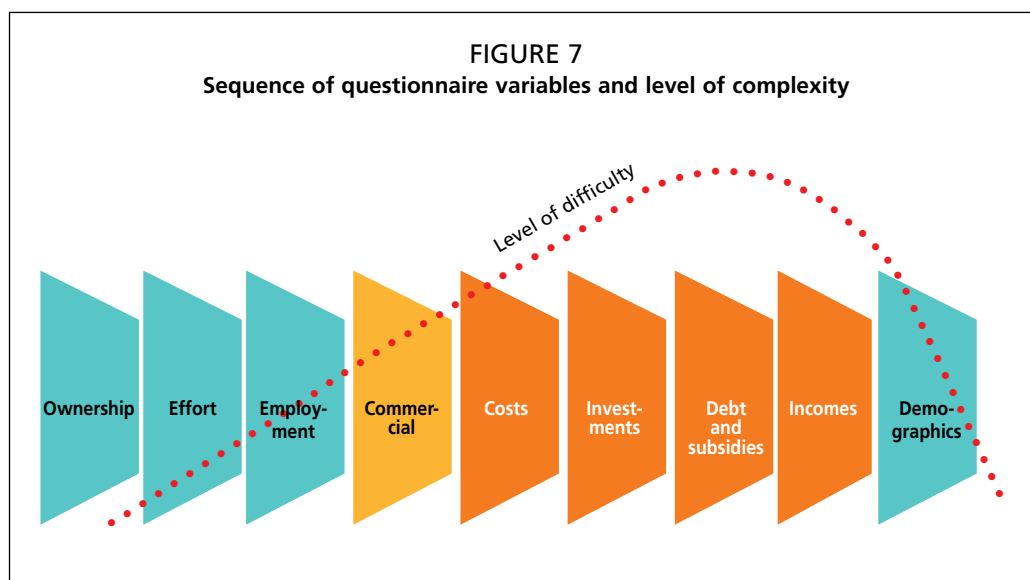 FIGURE 7
Sequence of questionnaire variables and level of complexity
Level of difficulty
Ownership
Effort
Employ-
ment
Commer-
cial
Costs
Invest-
ments
Debt
and
subsidies
Incomes
Demo-
graphics